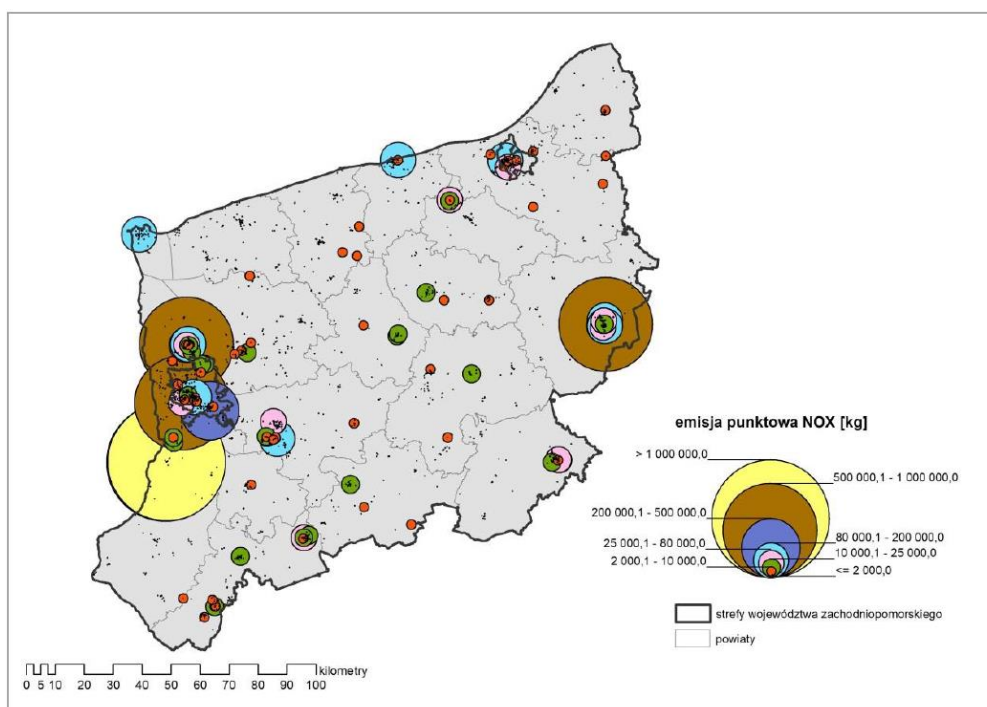 emisja punktowa NOX [kg]
> 1 000 000,0
500 000,1 - 1 000 000,0
200 000,1 - 500 000,0
80 000,1 - 200 000,0
25 000,1 - 80 000,0
10 000,1 - 25 000,0
2 000,1 - 10 000,0
<= 2 000,0
strefy województwa zachodniopomorskiego
powiaty
kilometry
0 5 10 20 30 40 50 60 70 80 90 100